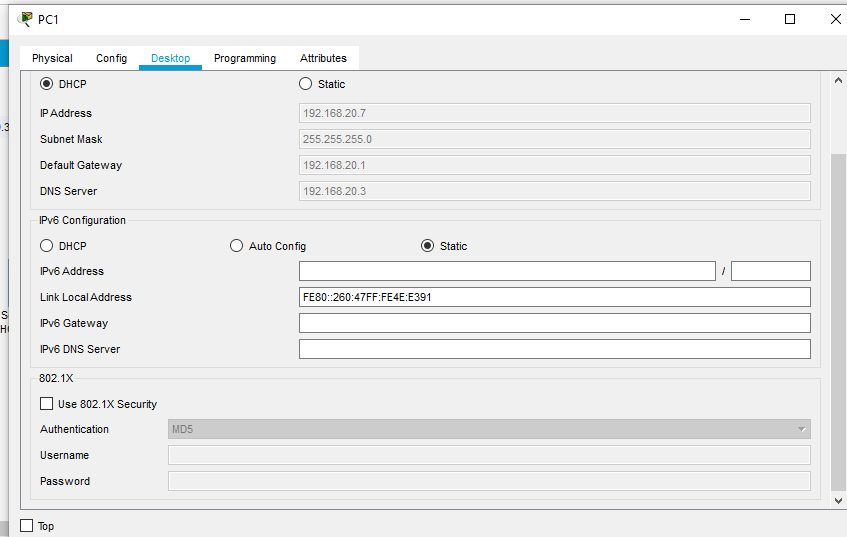 PC1
Physical Config Desktop Programming Attributes
DHCP Static
IP Address 192.168.20.7
Subnet Mask 255.255.255.0
Default Gateway 192.168.20.1
DNS Server 192.168.20.3
IPv6 Configuration
DHCP Auto Config Static
IPv6 Address /
Link Local Address FE80::260:47FF:FE4E:E391
IPv6 Gateway
IPv6 DNS Server
802.1X
Use 802.1X Security
Authentication MD5
Username
Password
Top